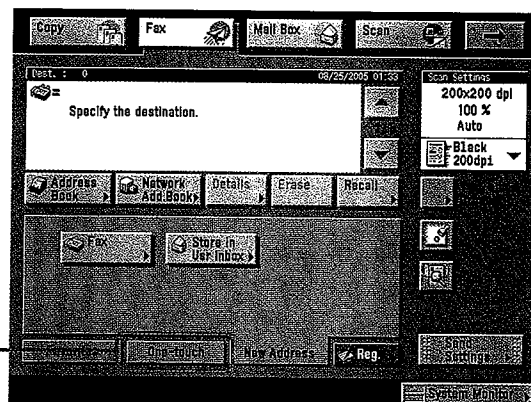 Copy
Fax
Mail Box
Scan
Dest. : 0
08/25/2005 01:33
=
Specify the destination.
Scan Settings
200x200 dpi
100 %
Auto
Black
200dpi
Address
Book
Network
Add.Book
Details
Erase
Recall
Fax
Store In
Usr Inbox
One-touch
New Address
Reg.
Send
Settings
System Monitor